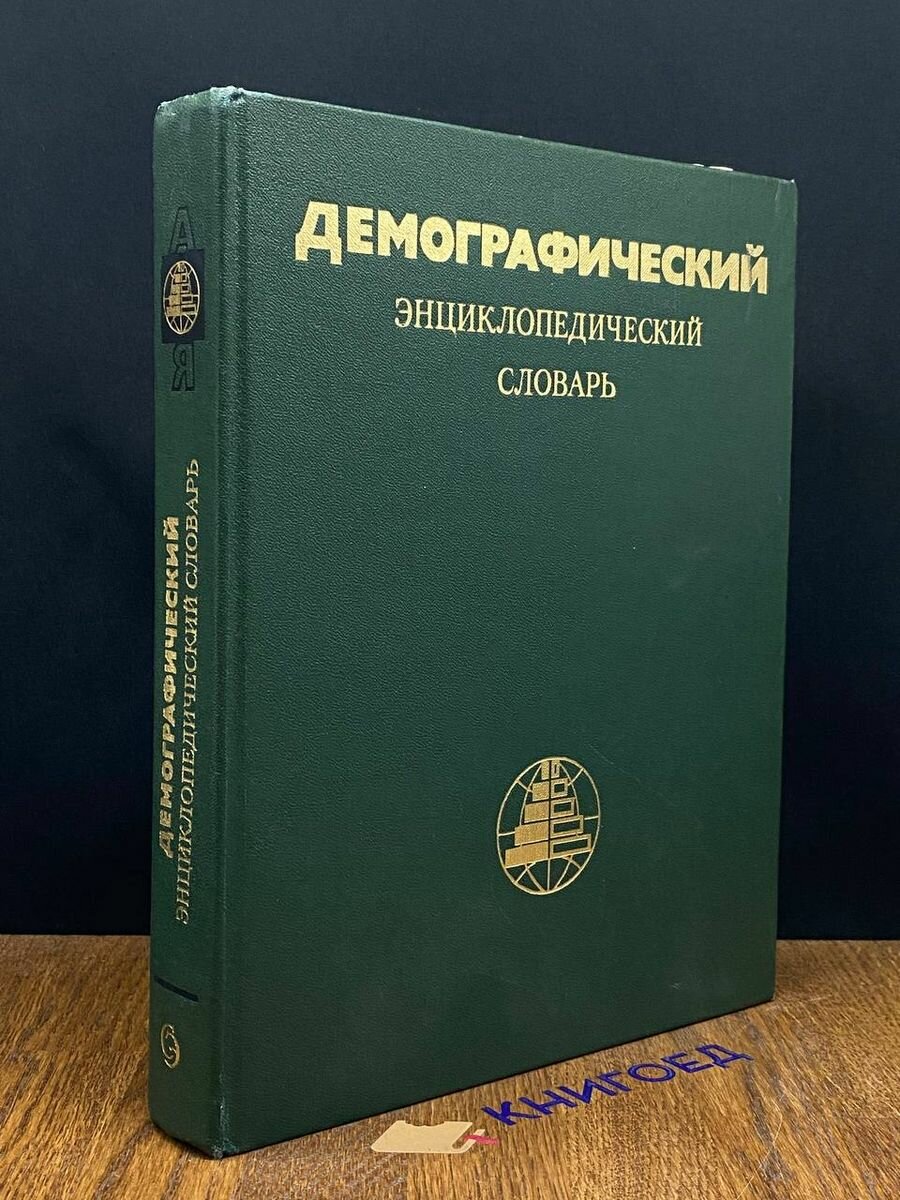 ДЕМОГРАФИЧЕСКИЙ
ЭНЦИКЛОПЕДИЧЕСКИЙ
СЛОВАРЬ
А
Я
ДЕМОГРАФИЧЕСКИЙ
ЭНЦИКЛОПЕДИЧЕСКИЙ СЛОВАРЬ
КНИГОЕД